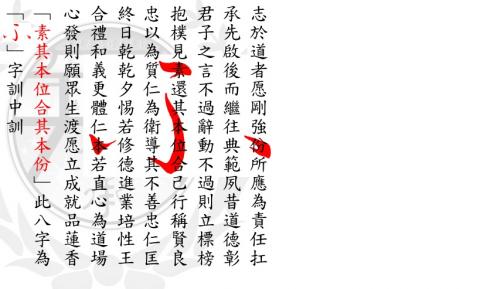 志於道者愿剛強份所應為責任扛
承先啟後而繼往典範夙昔道德彰
君子之言不過辭動不過則立標榜
抱樸見素還其本位合己行稱賢良
忠以為質仁為衛導其不善忠仁匡
終日乾乾夕惕若修德進業培性王
合禮和義更體仁本若直心為道場
心發則願眾生渡愿立成就品蓮香
「素其本位合其本份」此八字為
「」字訓中訓